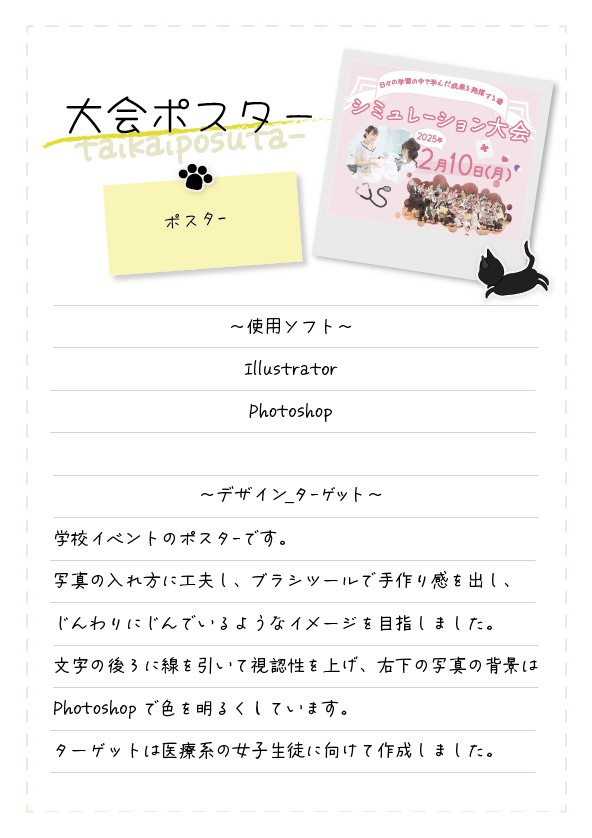 大会ポスター
taikaiposuta-
ポスター
日々の学習の中で学んだ成果を発揮する場
シミュレーション大会
2025年
2月10日(月)
～使用ソフト～
Illustrator
Photoshop
～デザイン_ターゲット～
学校イベントのポスターです。
写真の入れ方に工夫し、ブラシツールで手作り感を出し、
じんわりにじんでいるようなイメージを目指しました。
文字の後ろに線を引いて視認性を上げ、右下の写真の背景は
Photoshop で色を明るくしています。
ターゲットは医療系の女子生徒に向けて作成しました。